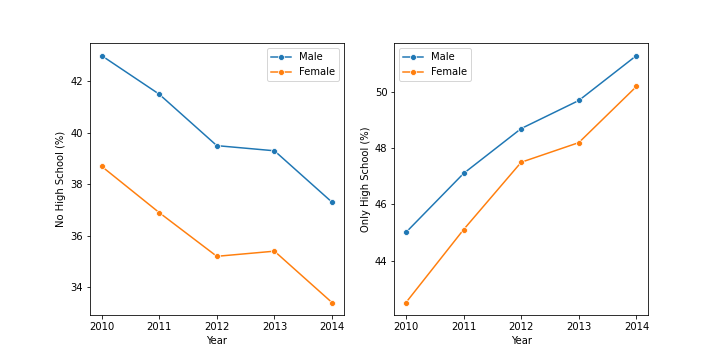 Male
Female
42
40
38
36
34
No High School (%)
2010 2011 2012 2013 2014
Year
Male
Female
50
48
46
44
Only High School (%)
2010 2011 2012 2013 2014
Year